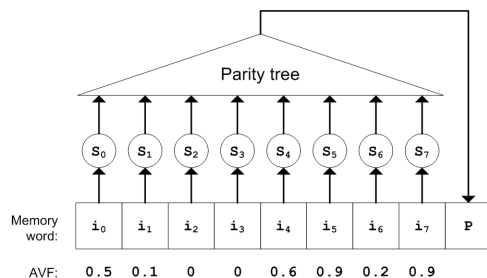 Parity tree
S₀ S₁ S₂ S₃ S₄ S₅ S₆ S₇
Memory word: i₀ i₁ i₂ i₃ i₄ i₅ i₆ i₇ P
AVF: 0.5 0.1 0 0 0.6 0.9 0.2 0.9